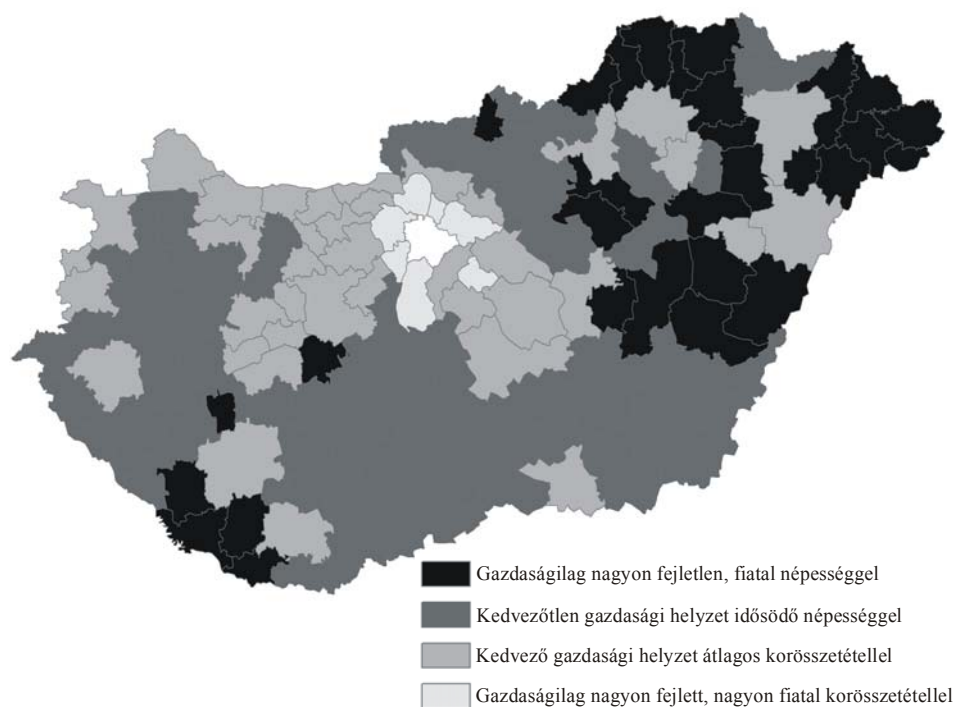 Gazdaságilag nagyon fejletlen, fiatal népességgel
Kedvezőtlen gazdasági helyzet idősödő népességgel
Kedvező gazdasági helyzet átlagos korösszetétellel
Gazdaságilag nagyon fejlett, nagyon fiatal korösszetétellel